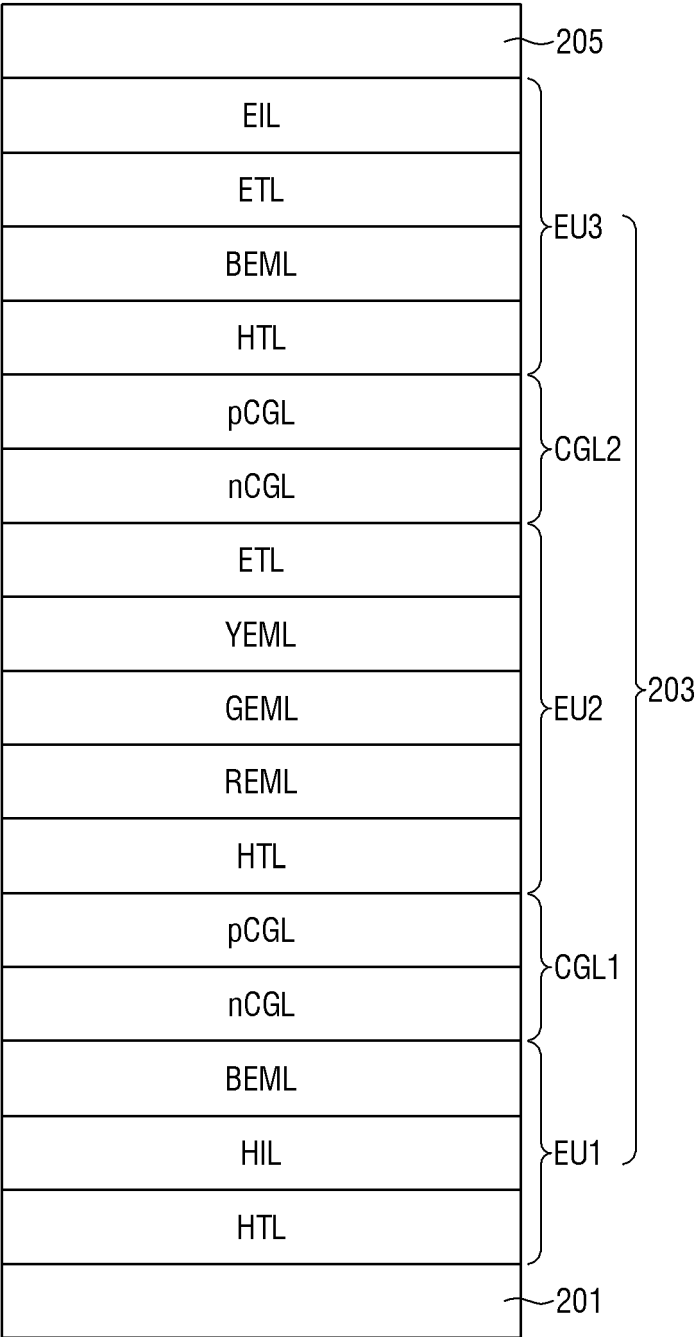 205
EIL
ETL
EU3
BEML
HTL
pCGL
CGL2
nCGL
ETL
YEML
203
GEML
EU2
REML
HTL
pCGL
CGL1
nCGL
BEML
HIL
EU1
HTL
201